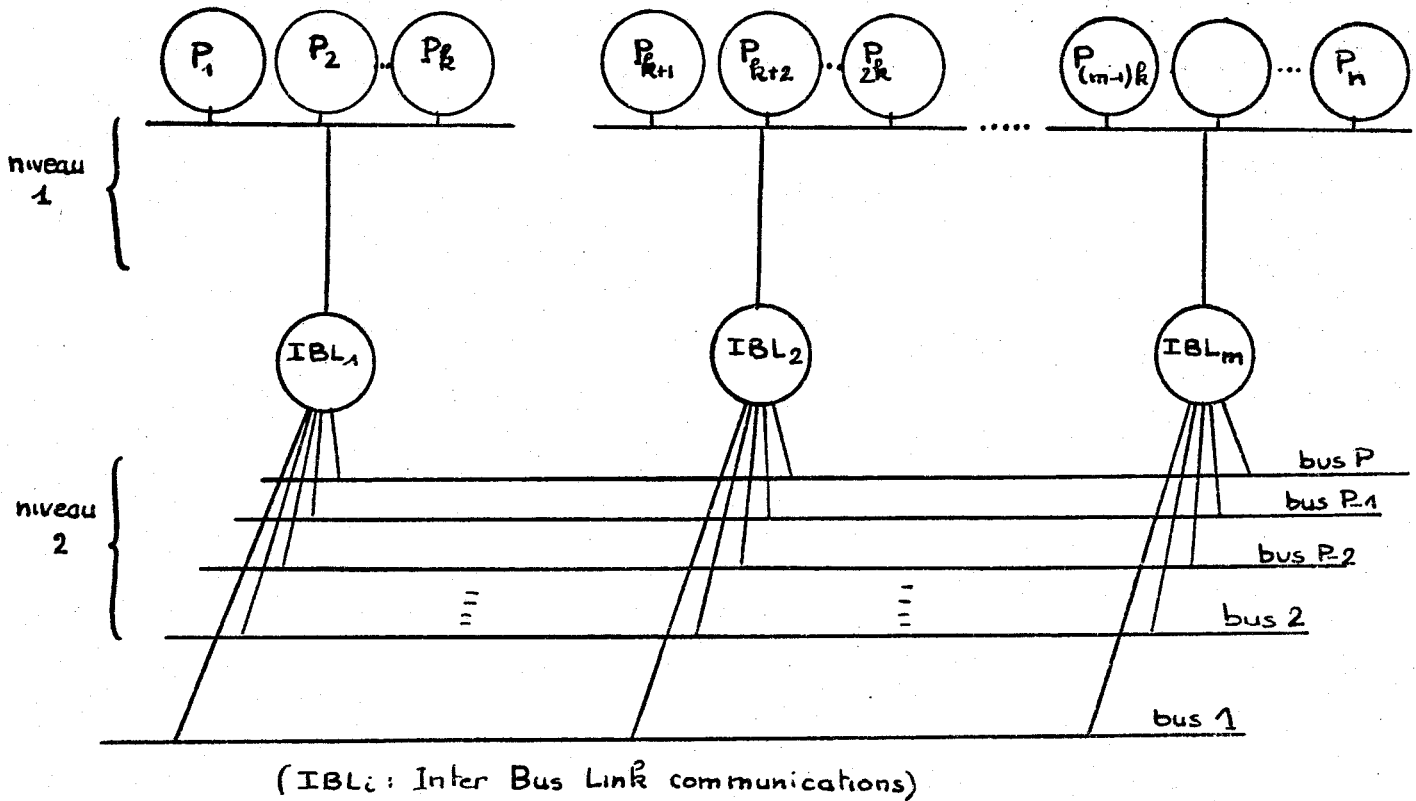 P1 P2 ... Pk Pk+1 Pk+2 ... P2k P(m-1)k ... Pn
.....
niveau
1
IBL1 IBL2 IBLm
bus P
bus P-1
niveau
2
bus P-2
bus 2
bus 1
(IBLi : Inter Bus Link communications)